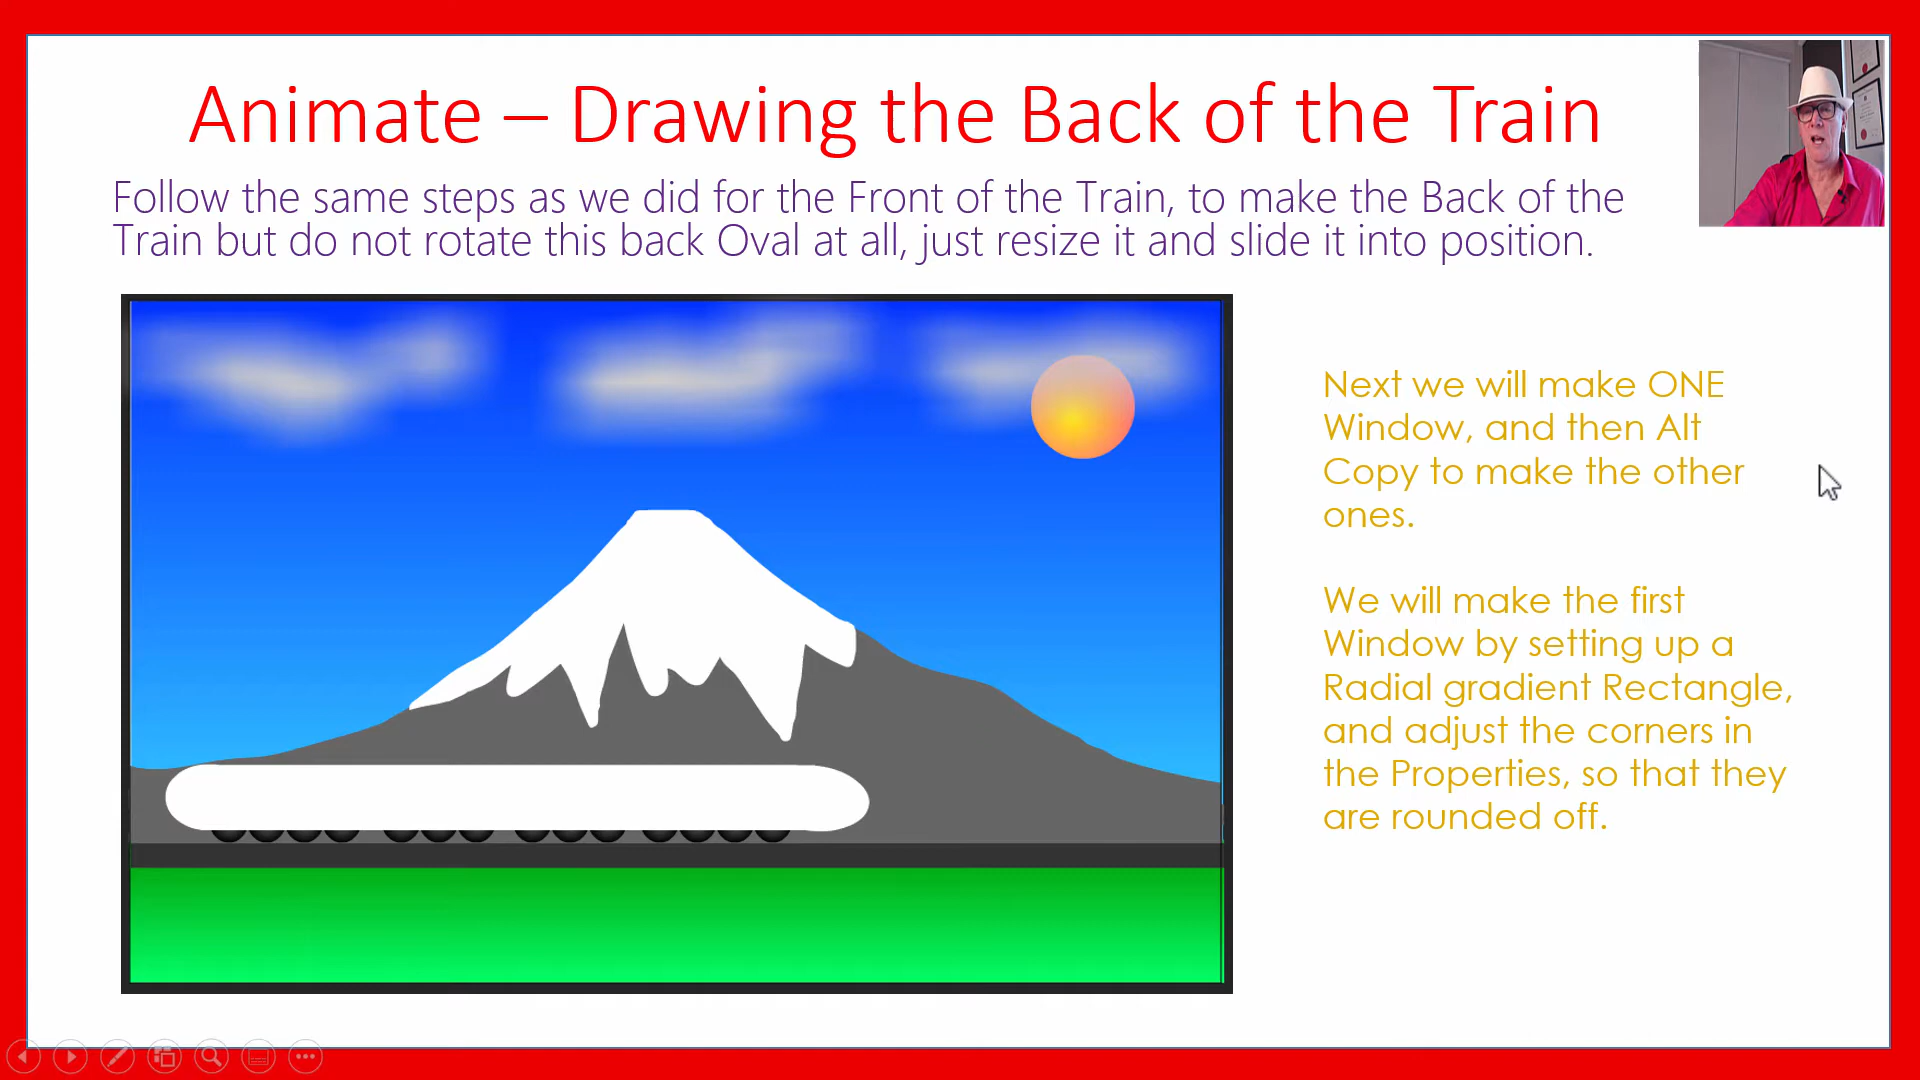 Animate – Drawing the Back of the Train
Follow the same steps as we did for the Front of the Train, to make the Back of the
Train but do not rotate this back Oval at all, just resize it and slide it into position.
Next we will make ONE
Window, and then Alt
Copy to make the other
ones.
We will make the first
Window by setting up a
Radial gradient Rectangle,
and adjust the corners in
the Properties, so that they
are rounded off.